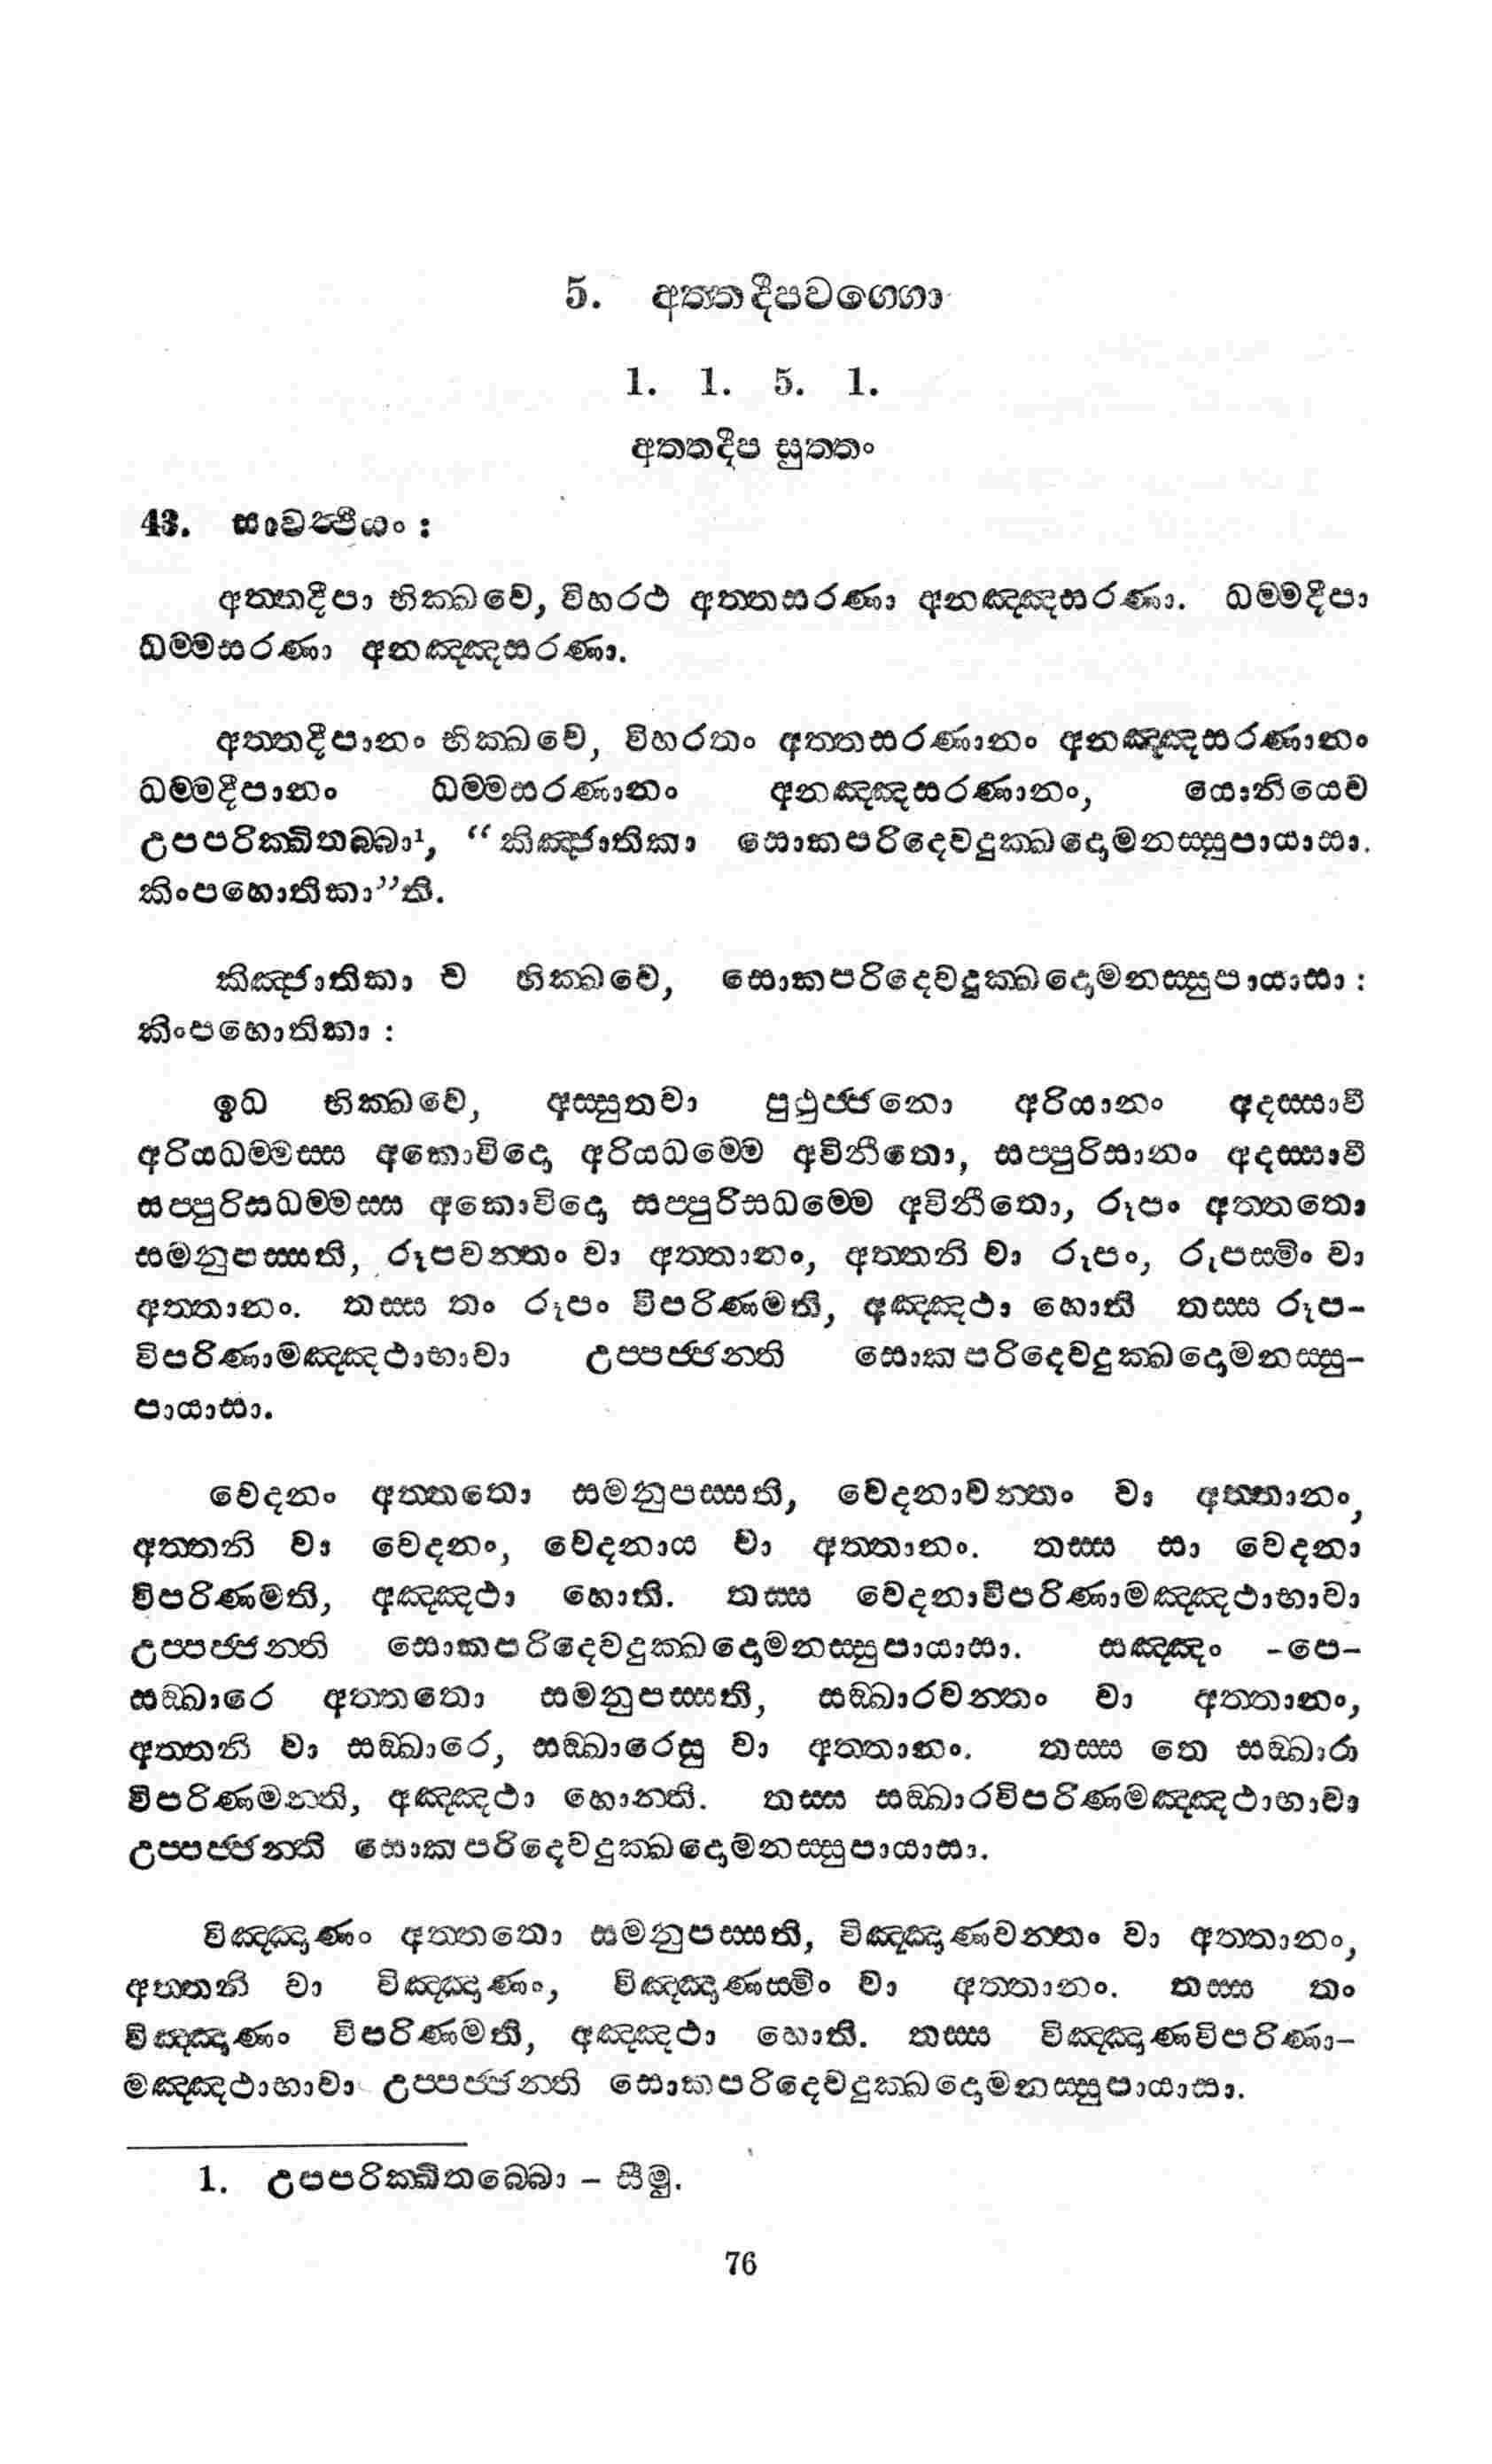 5. අත්තදීපවග්ගො
1. 1. 5. 1.
අත්තදීප සුත්තං
43. සාවත්ථියං :
අත්තදීපා භික්ඛවෙ, විහරථ අත්තසරණා අනඤ්ඤසරණා. ධම්මදීපා
ධම්මසරණා අනඤ්ඤසරණා.
අත්තදීපානං භික්ඛවෙ, විහරතං අත්තසරණානං අනඤ්ඤසරණානං
ධම්මදීපානං ධම්මසරණානං අනඤ්ඤසරණානං, යොනියෙව
උපපරික්ඛිතබ්බා¹, “කිඤ්ජාතිකා සොකපරිදෙවදුක්ඛදොමනස්සුපායාසා.
කිංපහොතිකා”ති.
කිඤ්ජාතිකා ච භික්ඛවෙ, සොකපරිදෙවදුක්ඛදොමනස්සුපායාසා :
කිංපහොතිකා :
ඉධ භික්ඛවෙ, අස්සුතවා පුථුජ්ජනො අරියානං අදස්සාවී
අරියධම්මස්ස අකොවිදො අරියධම්මෙ අවිනීතො, සප්පුරිසානං අදස්සාවී
සප්පුරිසධම්මස්ස අකොවිදො සප්පුරිසධම්මෙ අවිනීතො, රූපං අත්තතො
සමනුපස්සති, රූපවන්තං වා අත්තානං, අත්තනි වා රූපං, රූපස්මිං වා
අත්තානං. තස්ස තං රූපං විපරිණමති, අඤ්ඤථා හොති තස්ස රූප-
විපරිණාමඤ්ඤථාභාවා උප්පජ්ජන්ති සොකපරිදෙවදුක්ඛදොමනස්සු-
පායාසා.
වෙදනං අත්තතො සමනුපස්සති, වෙදනාවන්තං වා අත්තානං,
අත්තනි වා වෙදනං, වෙදනාය වා අත්තානං. තස්ස සා වෙදනා
විපරිණමති, අඤ්ඤථා හොති. තස්ස වෙදනාවිපරිණාමඤ්ඤථාභාවා
උප්පජ්ජන්ති සොකපරිදෙවදුක්ඛදොමනස්සුපායාසා. සඤ්ඤං -පෙ-
සඞ්ඛාරෙ අත්තතො සමනුපස්සති, සඞ්ඛාරවන්තං වා අත්තානං,
අත්තනි වා සඞ්ඛාරෙ, සඞ්ඛාරෙසු වා අත්තානං. තස්ස තෙ සඞ්ඛාරා
විපරිණමන්ති, අඤ්ඤථා හොන්ති. තස්ස සඞ්ඛාරවිපරිණමඤ්ඤථාභාවා
උප්පජ්ජන්ති සොකපරිදෙවදුක්ඛදොමනස්සුපායාසා.
විඤ්ඤාණං අත්තතො සමනුපස්සති, විඤ්ඤාණවන්තං වා අත්තානං,
අත්තනි වා විඤ්ඤාණං, විඤ්ඤාණස්මිං වා අත්තානං. තස්ස තං
විඤ්ඤාණං විපරිණමති, අඤ්ඤථා හොති. තස්ස විඤ්ඤාණවිපරිණා-
මඤ්ඤථාභාවා උප්පජ්ජන්ති සොකපරිදෙවදුක්ඛදොමනස්සුපායාසා.
1. උපපරික්ඛිතබ්බො – සීමු.
76